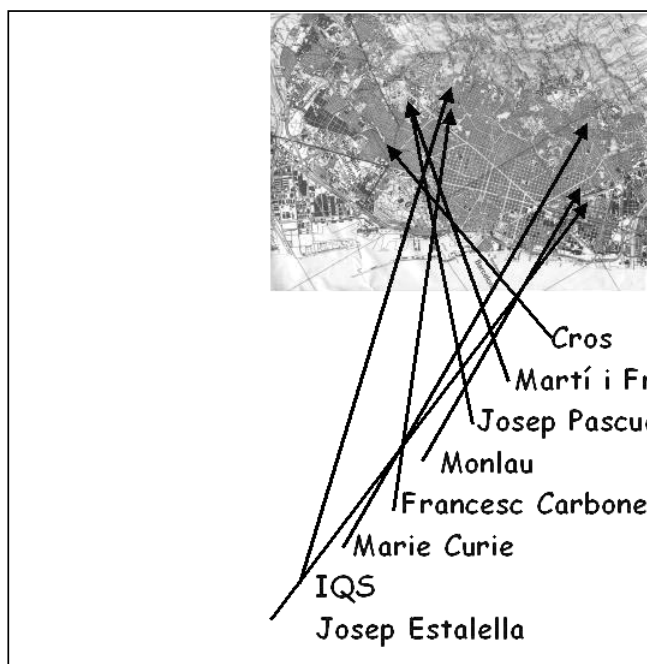 Cros
Martí i Fr
Josep Pascu
Monlau
Francesc Carbone
Marie Curie
IQS
Josep Estalella